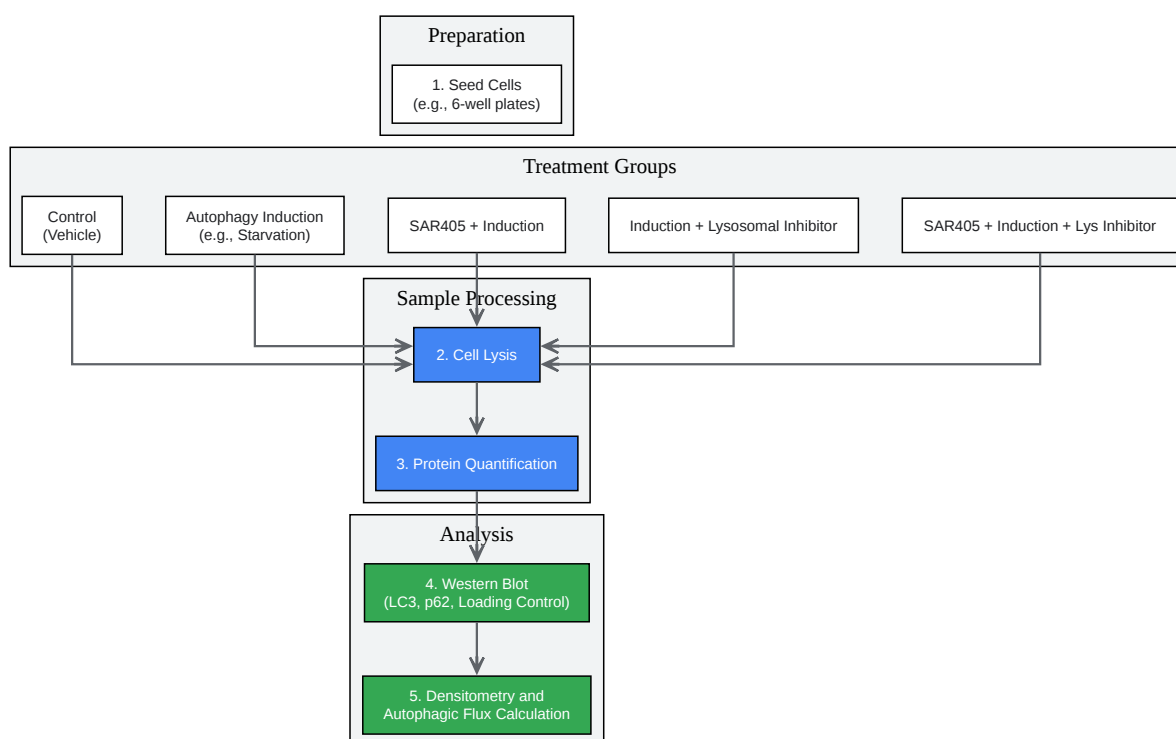 Preparation
1. Seed Cells
(e.g., 6-well plates)
Treatment Groups
Control
(Vehicle)
Autophagy Induction
(e.g., Starvation)
SAR405 + Induction
Induction + Lysosomal Inhibitor
SAR405 + Induction + Lys Inhibitor
Sample Processing
2. Cell Lysis
3. Protein Quantification
Analysis
4. Western Blot
(LC3, p62, Loading Control)
5. Densitometry and
Autophagic Flux Calculation